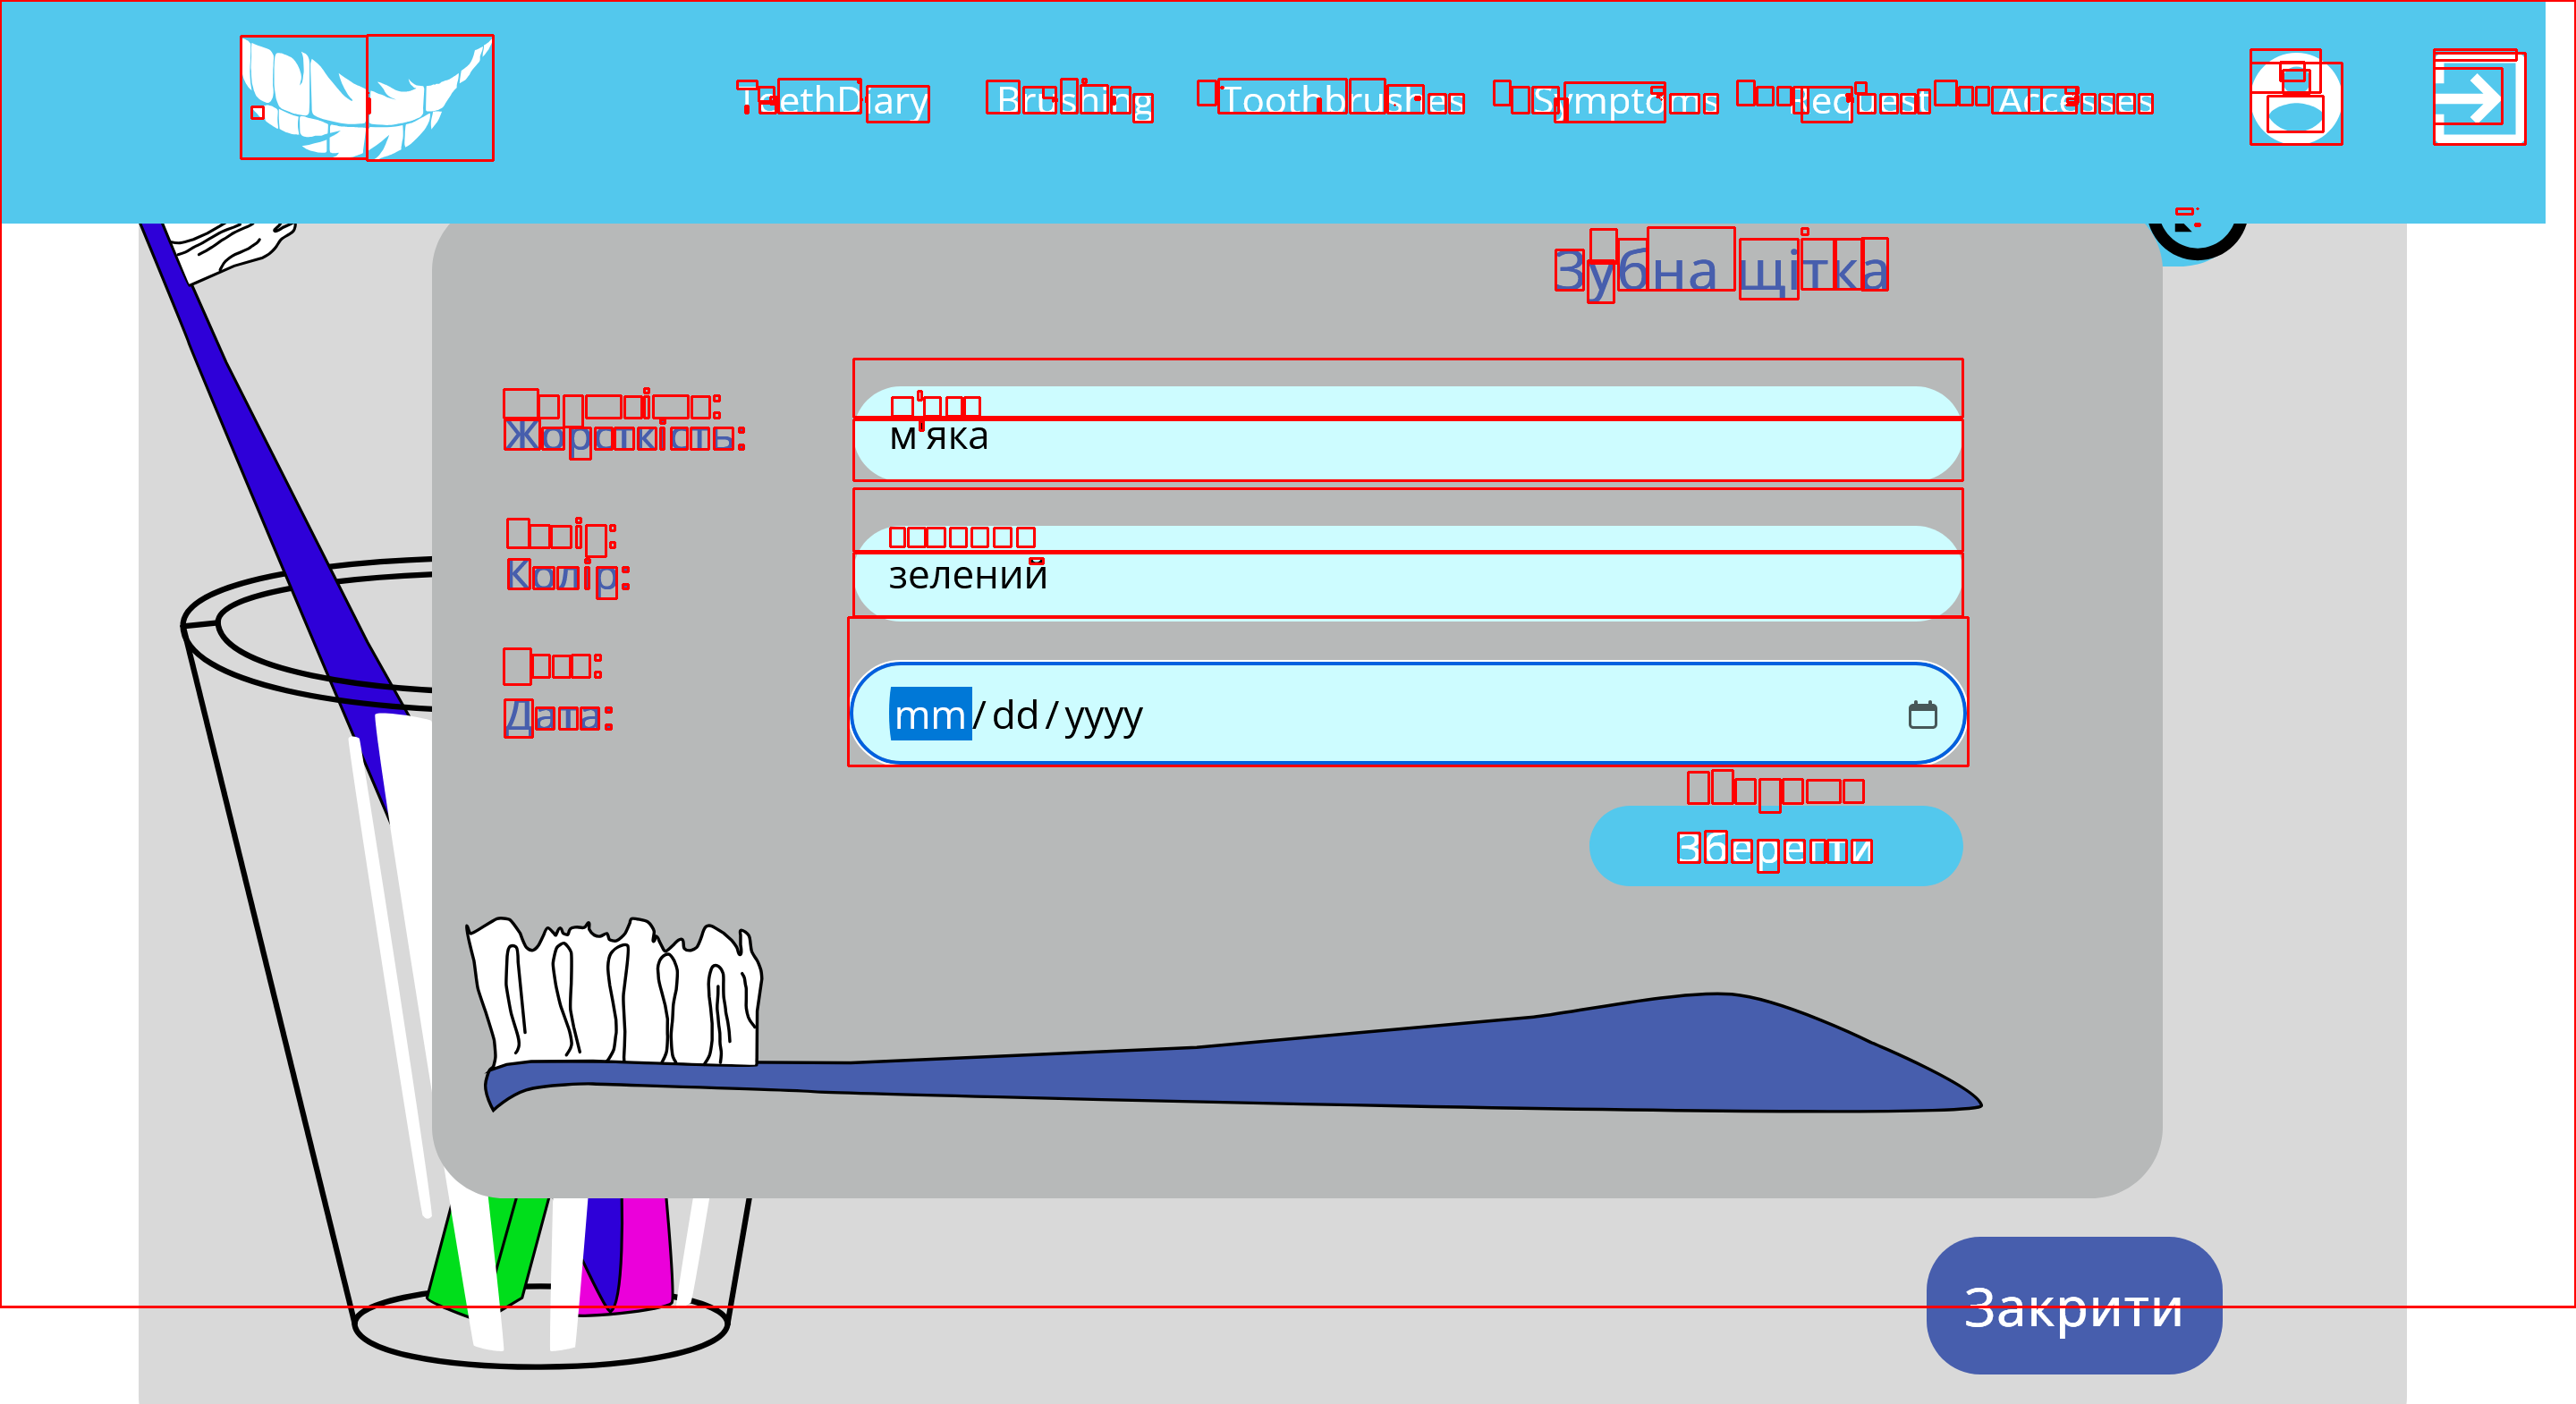 TeethDiary Brushing Toothbrushes Symptoms Request Accesses
Зубна щітка
Жорсткість: м'яка
Колір: зелений
Дата: mm/dd/yyyy
Зберегти
Закрити